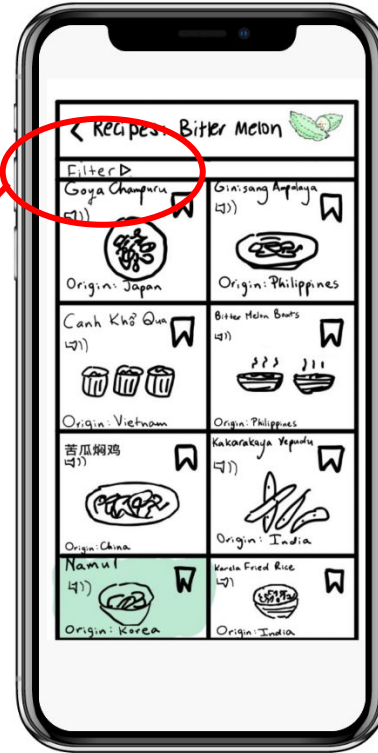 < Recipes: Bitter Melon
Filter ▷
Goya Champuru
Origin: Japan
Ginisang Ampalaya
Origin: Philippines
Canh Khổ Qua
Origin: Vietnam
Bitter Melon Boats
Origin: Philippines
苦瓜焖鸡
Origin: China
Kakarakaya Vepudu
Origin: India
Namul
Origin: Korea
Karela Fried Rice
Origin: India